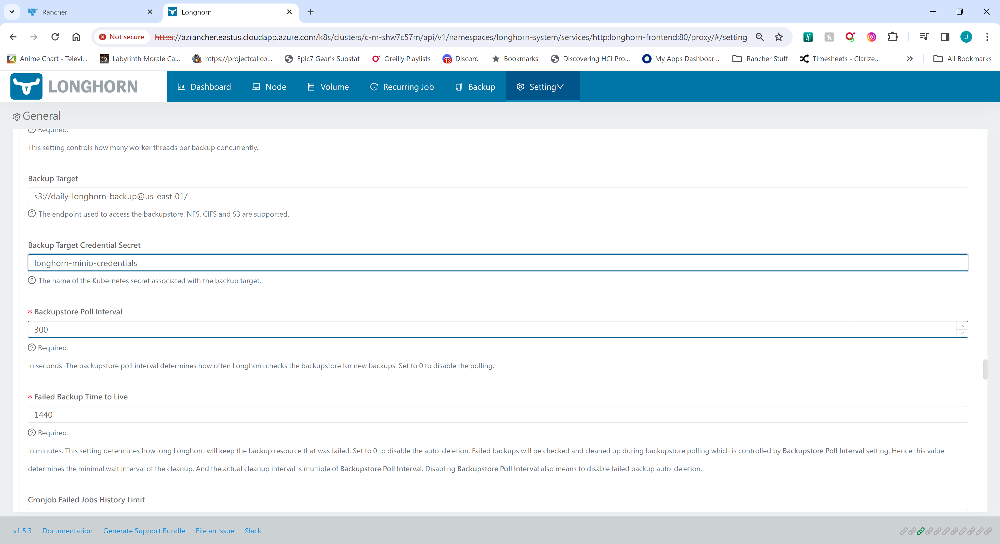 Rancher
Longhorn
Not secure
https://azrancher.eastus.cloudapp.azure.com/k8s/clusters/c-m-shw7c57m/api/v1/namespaces/longhorn-system/services/http:longhorn-frontend:80/proxy/#/setting
J
Anime Chart - Televi...
E7X
Labyrinth Morale Ca...
https://projectcalico...
Epic7 Gear's Substat
Oreilly Playlists
13
Discord
Bookmarks
Discovering HCI Pro...
My Apps Dashboar...
Rancher Stuff
Timesheets - Clarize...
All Bookmarks
LONGHORN
Dashboard
Node
Volume
Recurring Job
Backup
Setting
General
Required.
This setting controls how many worker threads per backup concurrently.
Backup Target
s3://daily-longhorn-backup@us-east-01/
The endpoint used to access the backupstore. NFS, CIFS and S3 are supported.
Backup Target Credential Secret
longhorn-minio-credentials
The name of the Kubernetes secret associated with the backup target.
* Backupstore Poll Interval
300
Required.
In seconds. The backupstore poll interval determines how often Longhorn checks the backupstore for new backups. Set to 0 to disable the polling.
* Failed Backup Time to Live
1440
Required.
In minutes. This setting determines how long Longhorn will keep the backup resource that was failed. Set to 0 to disable the auto-deletion. Failed backups will be checked and cleaned up during backupstore polling which is controlled by Backupstore Poll Interval setting. Hence this value
determines the minimal wait interval of the cleanup. And the actual cleanup interval is multiple of Backupstore Poll Interval. Disabling Backupstore Poll Interval also means to disable failed backup auto-deletion.
Cronjob Failed Jobs History Limit
v1.5.3
Documentation
Generate Support Bundle
File an Issue
Slack